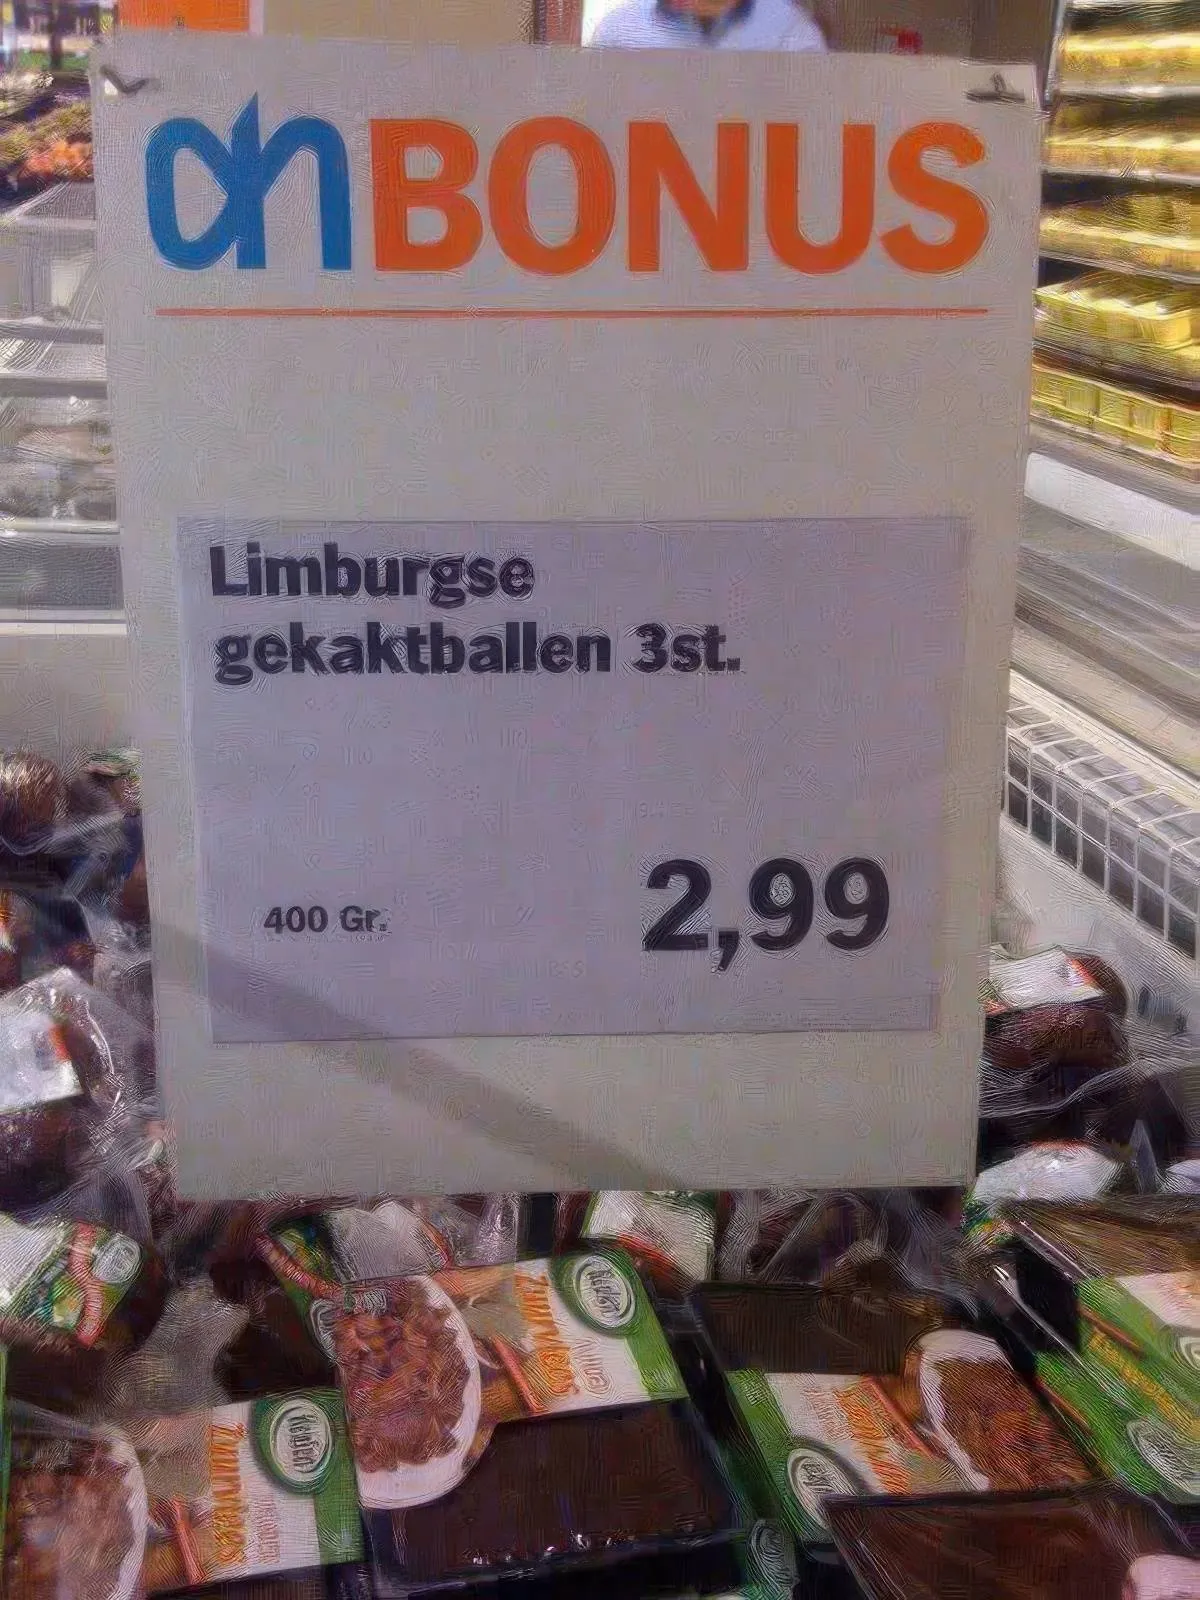 ah BONUS
Limburgse
gekaktballen 3st.
400 Gr.
2,99